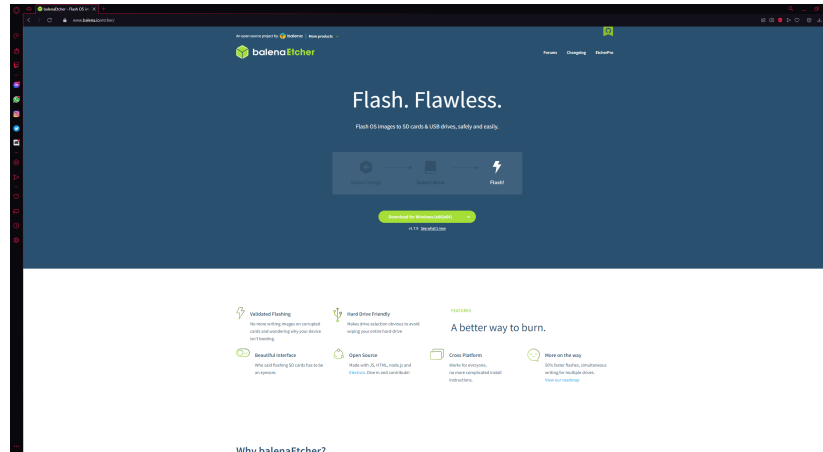 balenaEtcher - Flash OS im
www.balena.io/etcher/
An open source project by balena | More products
balenaEtcher
Forums Changelog EtcherPro
Flash. Flawless.
Flash OS images to SD cards & USB drives, safely and easily.
Flash!
Download for Windows (x86|x64)
v1.7.9 See what's new
Validated Flashing
No more writing images on corrupted
cards and wondering why your device
isn't booting.
Hard Drive Friendly
Makes drive selection obvious to avoid
wiping your entire hard-drive
FEATURES
A better way to burn.
Beautiful Interface
Who said flashing SD cards has to be
an eyesore.
Open Source
Made with JS, HTML, node.js and
Electron. Dive in and contribute!
Cross Platform
Works for everyone,
no more complicated install
instructions.
More on the way
50% faster flashes, simultaneous
writing for multiple drives.
View our roadmap
Why balenaEtcher?